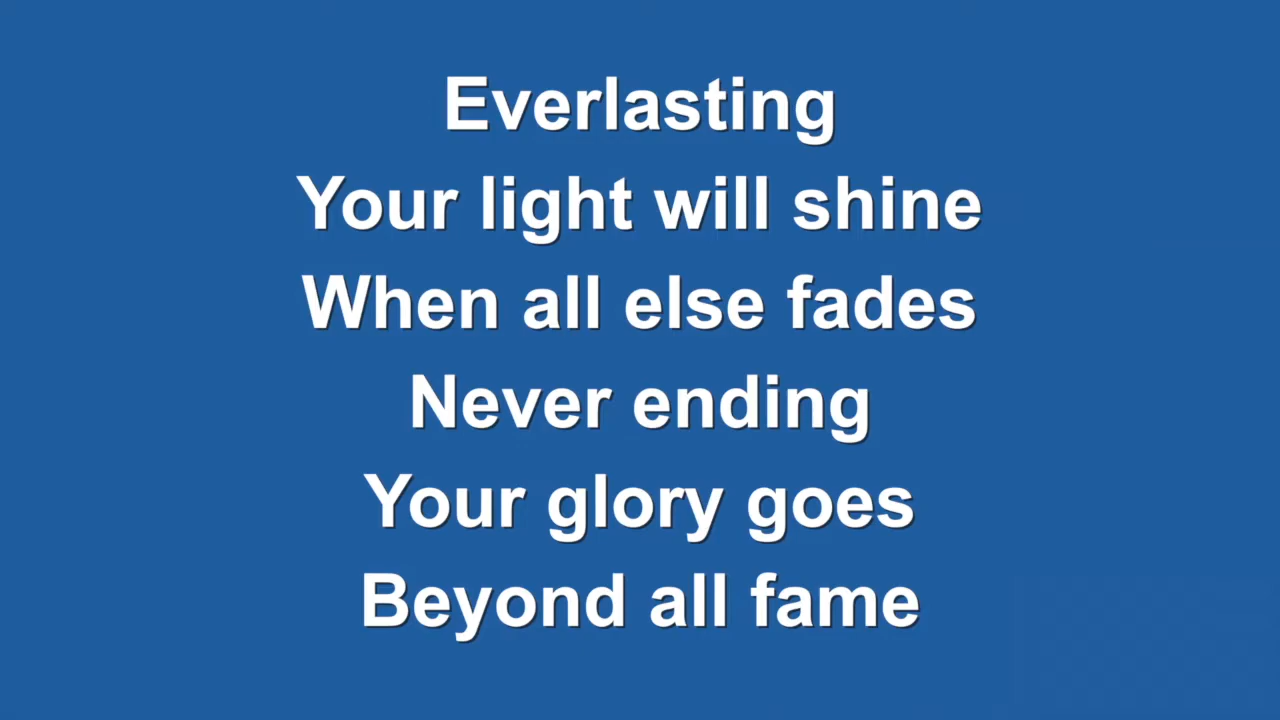 Everlasting
Your light will shine
When all else fades
Never ending
Your glory goes
Beyond all fame